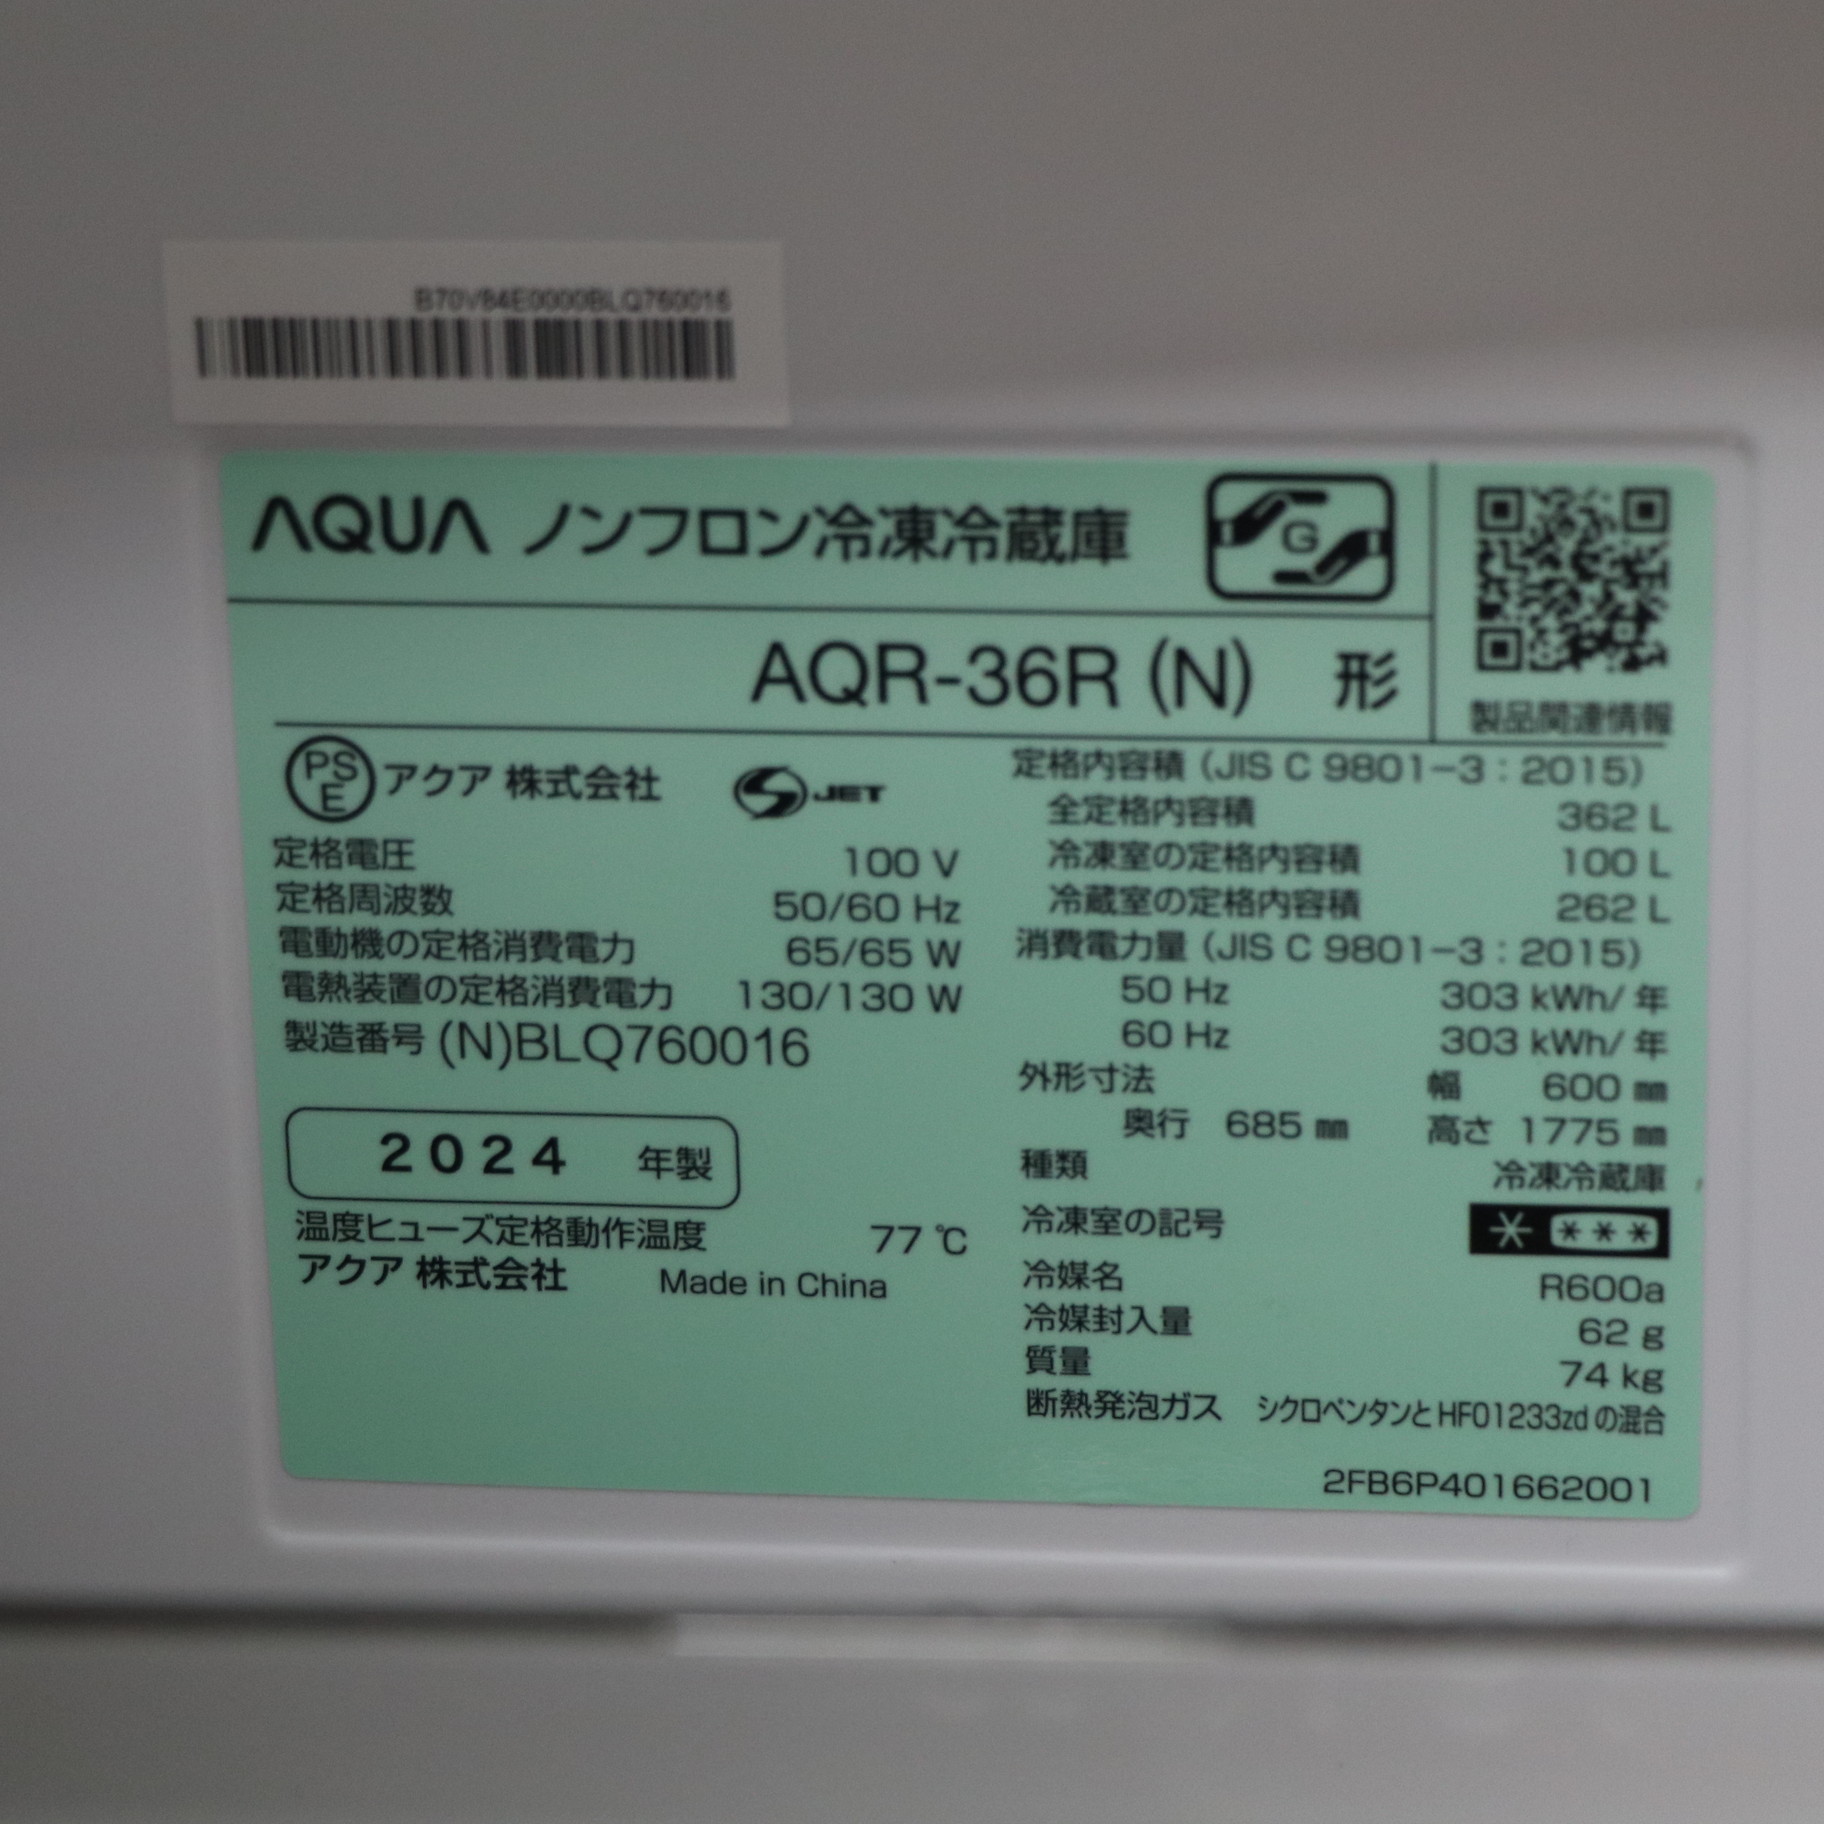 B70V84E0000BLQ760016
AQUA ノンフロン冷凍冷蔵庫
G
AQR-36R (N) 形
製品関連情報
PSE アクア 株式会社 S JET
定格電圧 100 V
定格周波数 50/60 Hz
電動機の定格消費電力 65/65 W
電熱装置の定格消費電力 130/130 W
製造番号 (N)BLQ760016
2024 年製
温度ヒューズ定格動作温度 77 ℃
アクア 株式会社 Made in China
定格内容積 (JIS C 9801-3 : 2015)
全定格内容積 362 L
冷凍室の定格内容積 100 L
冷蔵室の定格内容積 262 L
消費電力量 (JIS C 9801-3 : 2015)
50 Hz 303 kWh/ 年
60 Hz 303 kWh/ 年
外形寸法 幅 600 ㎜
奥行 685 ㎜ 高さ 1775 ㎜
種類 冷凍冷蔵庫
冷凍室の記号 * ***
冷媒名 R600a
冷媒封入量 62 g
質量 74 kg
断熱発泡ガス シクロペンタンとHFO1233zdの混合
2FB6P401662001